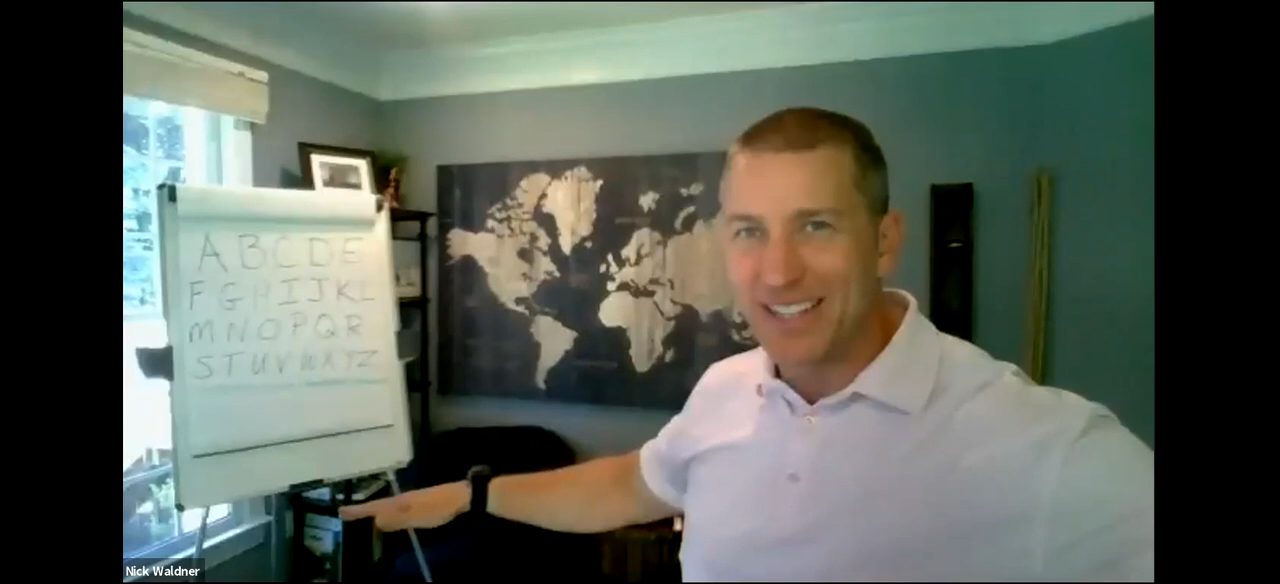 A B C D E
F G H I J K L
M N O P Q R
S T U V W X Y Z
Nick Waldner